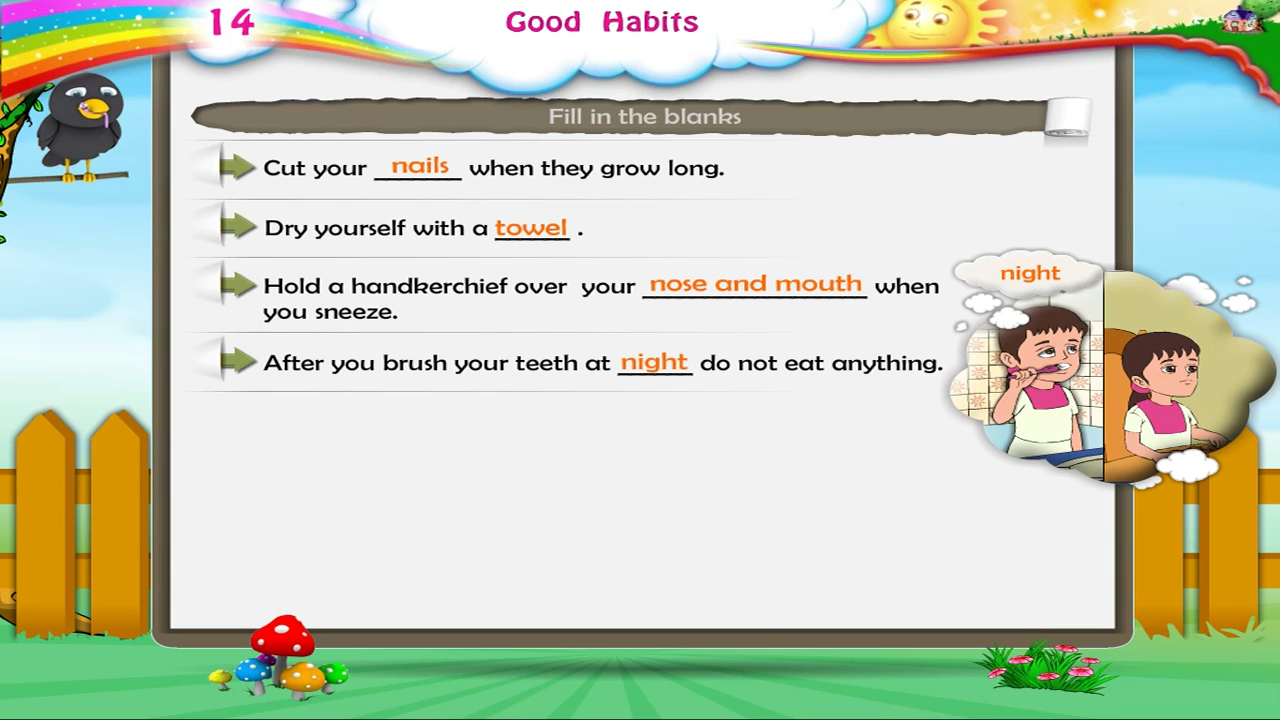 14
Good Habits
Fill in the blanks
Cut your nails when they grow long.
Dry yourself with a towel .
Hold a handkerchief over your nose and mouth when
you sneeze.
After you brush your teeth at night do not eat anything.
night